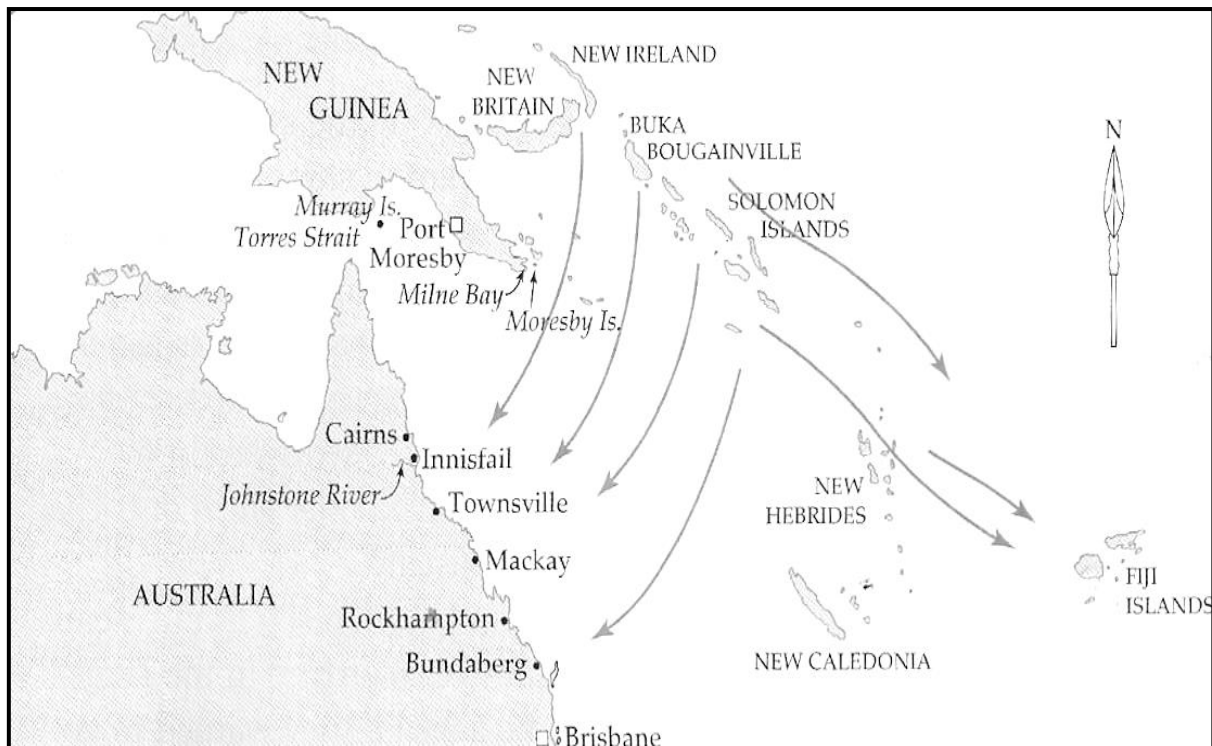 NEW IRELAND
NEW
GUINEA
NEW
BRITAIN
BUKA
BOUGAINVILLE
N
SOLOMON
ISLANDS
Murray Is.
Torres Strait
Port
Moresby
Milne Bay
Moresby Is.
Cairns
Innisfail
Johnstone River
Townsville
NEW
HEBRIDES
Mackay
AUSTRALIA
FIJI
ISLANDS
Rockhampton
Bundaberg
NEW CALEDONIA
Brisbane